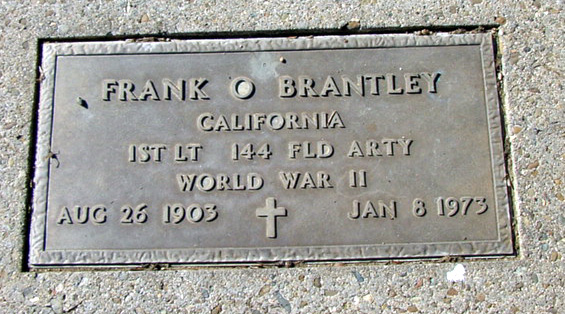 FRANK O BRANTLEY
CALIFORNIA
1ST LT 144 FLD ARTY
WORLD WAR II
AUG 26 1903 JAN 8 1973